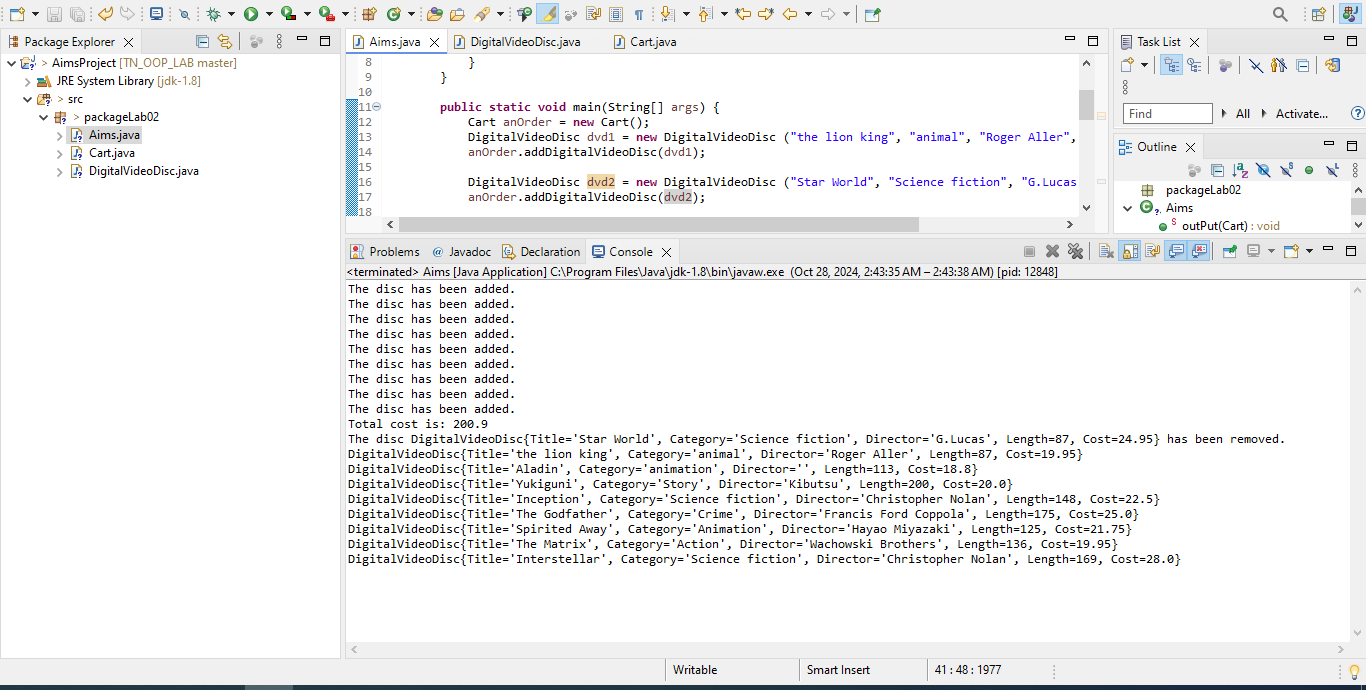 Package Explorer
AimsProject [TN_OOP_LAB master]
JRE System Library [jdk-1.8]
src
packageLab02
Aims.java
Cart.java
DigitalVideoDisc.java
Aims.java
DigitalVideoDisc.java
Cart.java
8 }
9 }
10
11 public static void main(String[] args) {
12 Cart anOrder = new Cart();
13 DigitalVideoDisc dvd1 = new DigitalVideoDisc ("the lion king", "animal", "Roger Aller",
14 anOrder.addDigitalVideoDisc(dvd1);
15
16 DigitalVideoDisc dvd2 = new DigitalVideoDisc ("Star World", "Science fiction", "G.Lucas
17 anOrder.addDigitalVideoDisc(dvd2);
18
Task List
Find
All
Activate...
Outline
packageLab02
Aims
outPut(Cart) : void
Problems
Javadoc
Declaration
Console
<terminated> Aims [Java Application] C:\Program Files\Java\jdk-1.8\bin\javaw.exe (Oct 28, 2024, 2:43:35 AM – 2:43:38 AM) [pid: 12848]
The disc has been added.
The disc has been added.
The disc has been added.
The disc has been added.
The disc has been added.
The disc has been added.
The disc has been added.
The disc has been added.
The disc has been added.
Total cost is: 200.9
The disc DigitalVideoDisc{Title='Star World', Category='Science fiction', Director='G.Lucas', Length=87, Cost=24.95} has been removed.
DigitalVideoDisc{Title='the lion king', Category='animal', Director='Roger Aller', Length=87, Cost=19.95}
DigitalVideoDisc{Title='Aladin', Category='animation', Director='', Length=113, Cost=18.8}
DigitalVideoDisc{Title='Yukiguni', Category='Story', Director='Kibutsu', Length=200, Cost=20.0}
DigitalVideoDisc{Title='Inception', Category='Science fiction', Director='Christopher Nolan', Length=148, Cost=22.5}
DigitalVideoDisc{Title='The Godfather', Category='Crime', Director='Francis Ford Coppola', Length=175, Cost=25.0}
DigitalVideoDisc{Title='Spirited Away', Category='Animation', Director='Hayao Miyazaki', Length=125, Cost=21.75}
DigitalVideoDisc{Title='The Matrix', Category='Action', Director='Wachowski Brothers', Length=136, Cost=19.95}
DigitalVideoDisc{Title='Interstellar', Category='Science fiction', Director='Christopher Nolan', Length=169, Cost=28.0}
Writable
Smart Insert
41 : 48 : 1977